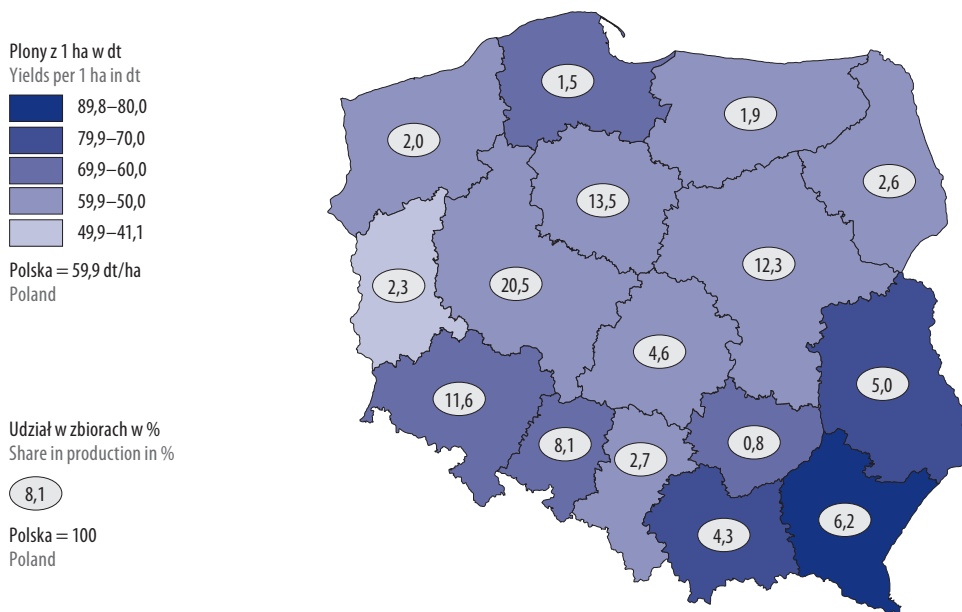 Plony z 1 ha w dt
Yields per 1 ha in dt
89,8–80,0
79,9–70,0
69,9–60,0
59,9–50,0
49,9–41,1
Polska = 59,9 dt/ha
Poland
Udział w zbiorach w %
Share in production in %
8,1
Polska = 100
Poland
1,5
1,9
2,0
2,6
13,5
12,3
2,3
20,5
4,6
5,0
11,6
8,1
2,7
0,8
4,3
6,2